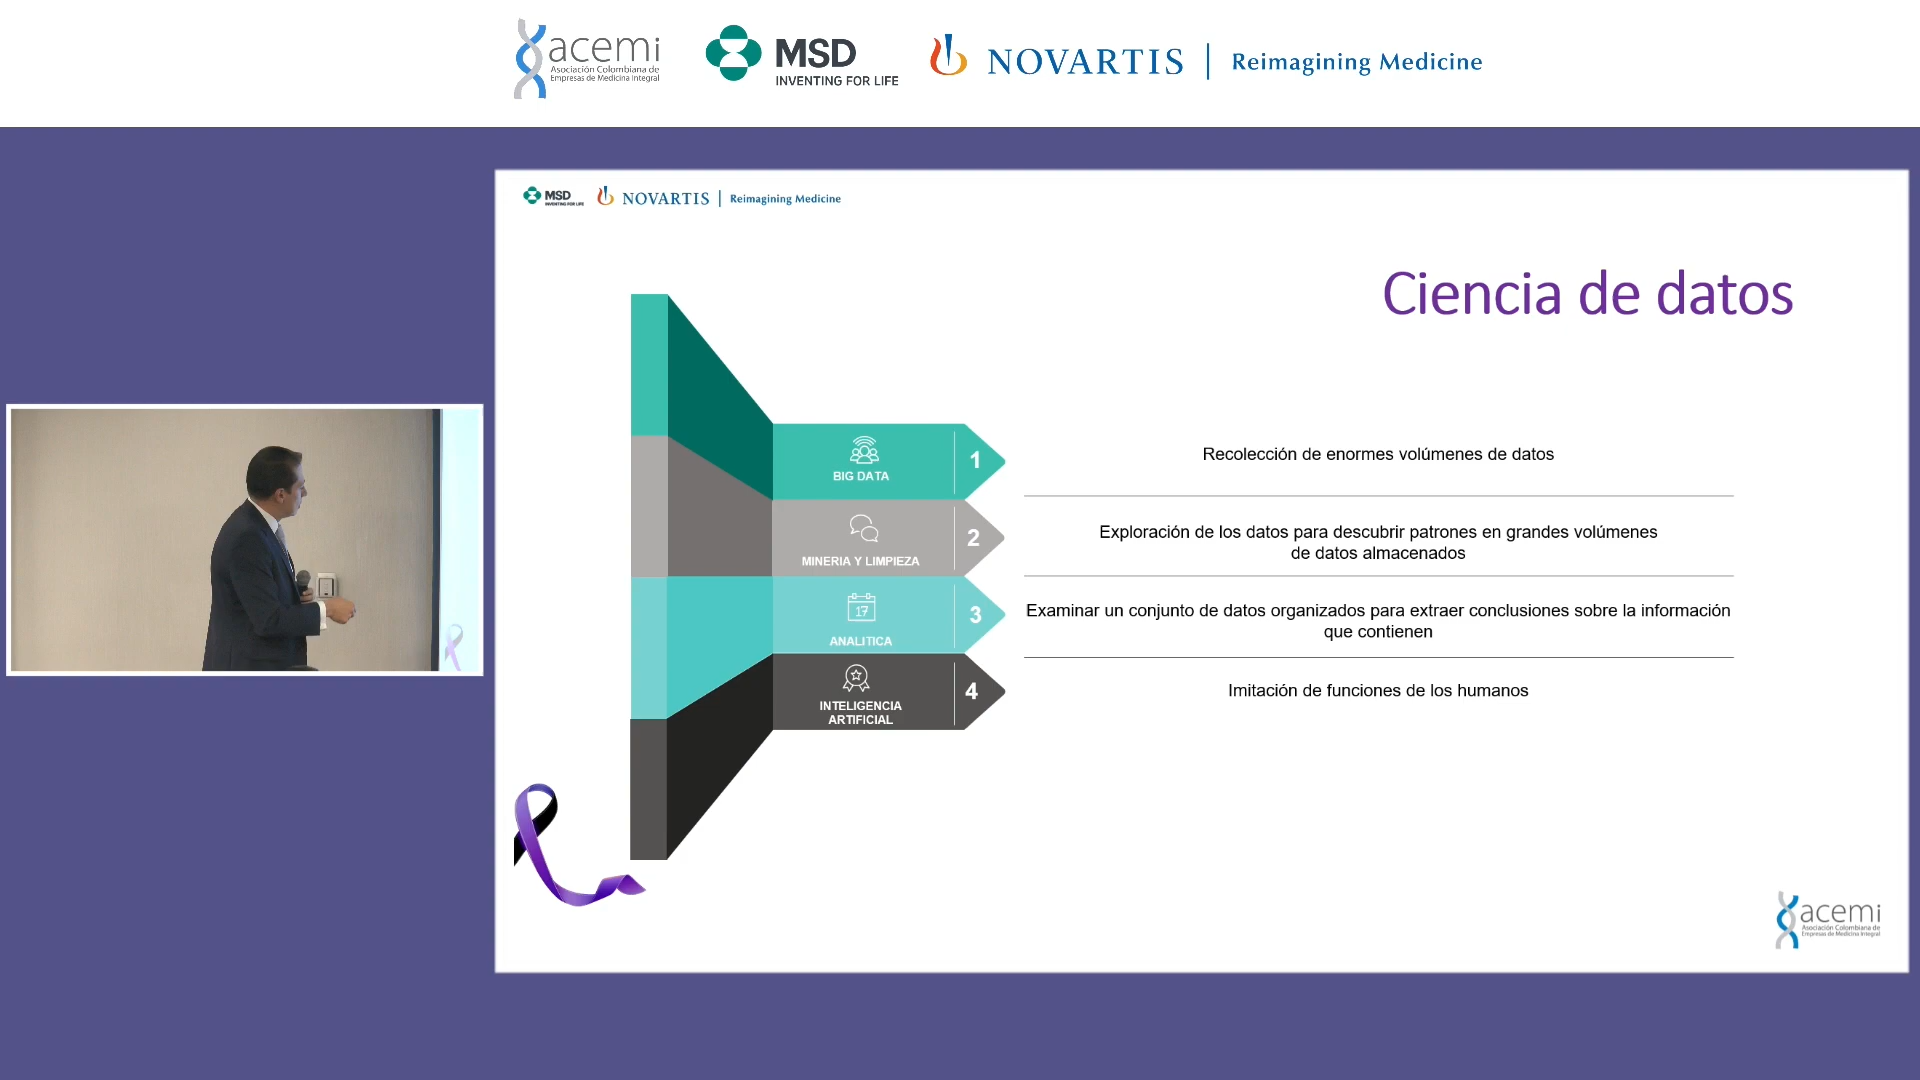 acemi
Asociación Colombiana de
Empresas de Medicina Integral
MSD
INVENTING FOR LIFE
NOVARTIS
Reimagining Medicine
MSD
INVENTING FOR LIFE
NOVARTIS
Reimagining Medicine
Ciencia de datos
BIG DATA
1
Recolección de enormes volúmenes de datos
MINERIA Y LIMPIEZA
2
Exploración de los datos para descubrir patrones en grandes volúmenes
de datos almacenados
17
ANALITICA
3
Examinar un conjunto de datos organizados para extraer conclusiones sobre la información
que contienen
INTELIGENCIA
ARTIFICIAL
4
Imitación de funciones de los humanos
acemi
Asociación Colombiana de
Empresas de Medicina Integral